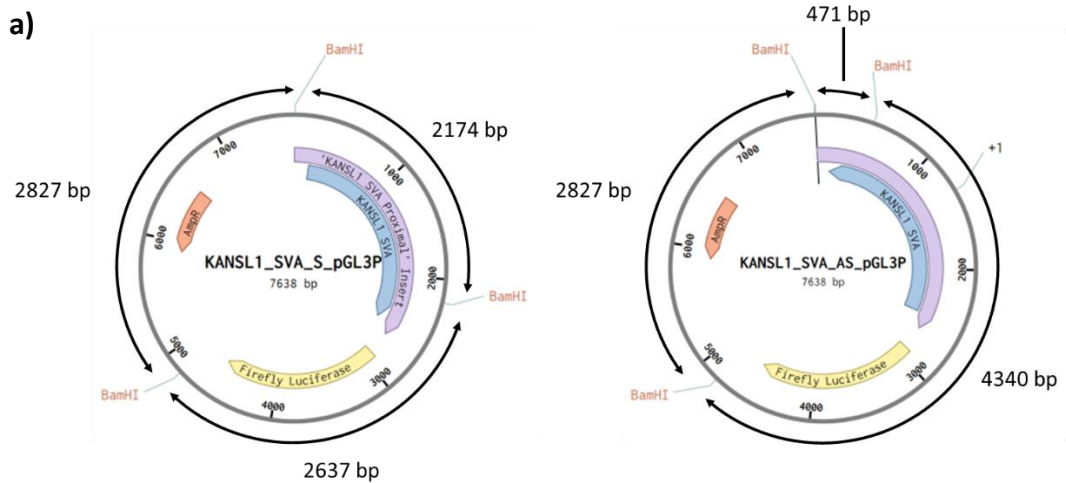 a)
BamHI
2174 bp
2827 bp
2637 bp
7000
1000
2000
3000
4000
5000
6000
'KANSL1 SVA Proximal' Insert
KANSL1 SVA
AmpR
KANSL1_SVA_S_pGL3P
7638 bp
Firefly Luciferase
BamHI
BamHI
471 bp
BamHI
BamHI
+1
2827 bp
4340 bp
7000
1000
2000
3000
4000
5000
6000
KANSL1 SVA
AmpR
KANSL1_SVA_AS_pGL3P
7638 bp
Firefly Luciferase
BamHI